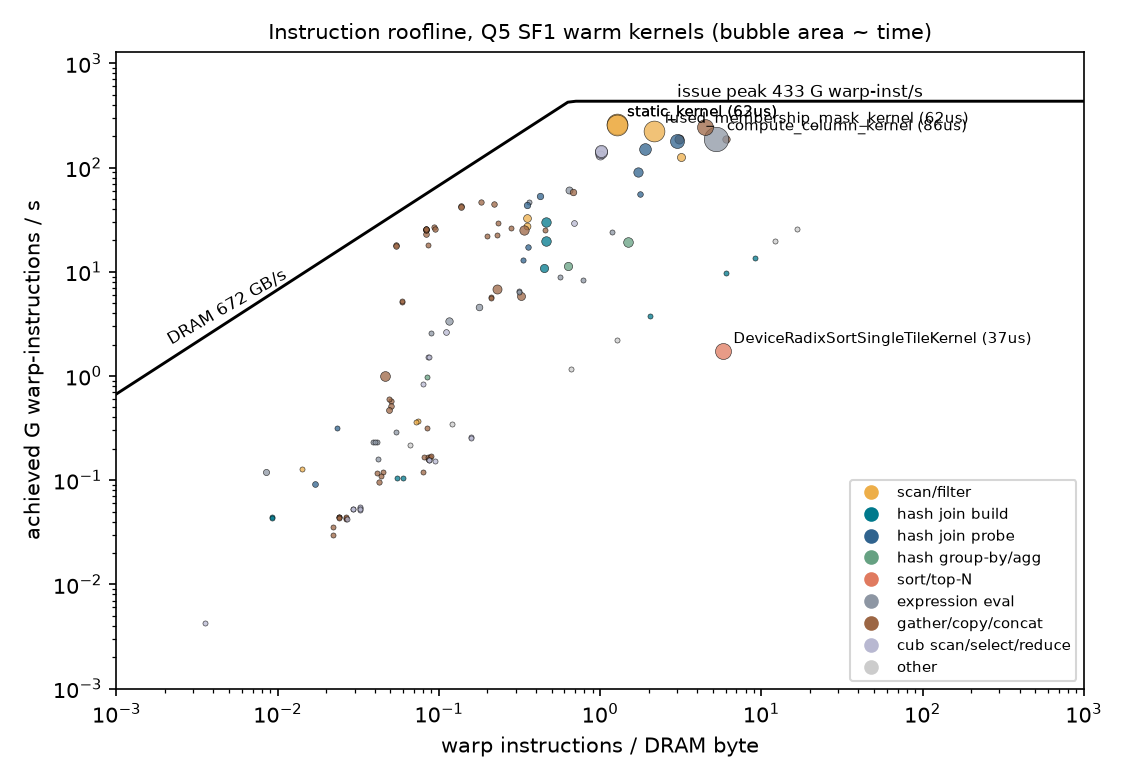 Instruction roofline, Q5 SF1 warm kernels (bubble area ~ time)
achieved G warp-instructions / s
10³
10²
10¹
10⁰
10⁻¹
10⁻²
10⁻³
issue peak 433 G warp-inst/s
static_kernel (63us)
fused_membership_mask_kernel (62us)
compute_column_kernel (86us)
DRAM 672 GB/s
DeviceRadixSortSingleTileKernel (37us)
scan/filter
hash join build
hash join probe
hash group-by/agg
sort/top-N
expression eval
gather/copy/concat
cub scan/select/reduce
other
10⁻³
10⁻²
10⁻¹
10⁰
10¹
10²
10³
warp instructions / DRAM byte